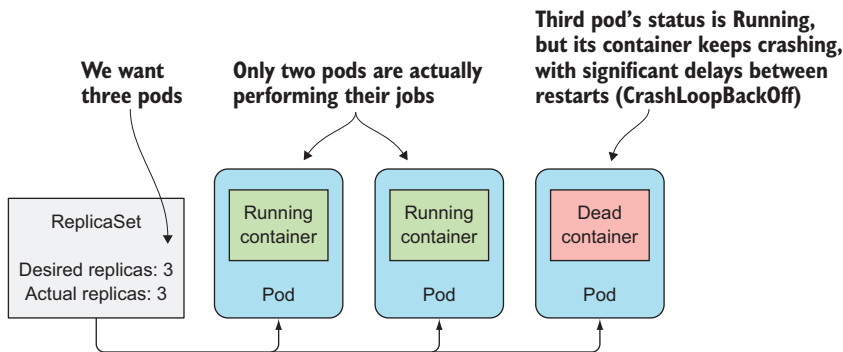 We want
three pods
Only two pods are actually
performing their jobs
Third pod's status is Running,
but its container keeps crashing,
with significant delays between
restarts (CrashLoopBackOff)
ReplicaSet
Desired replicas: 3
Actual replicas: 3
Running
container
Pod
Running
container
Pod
Dead
container
Pod